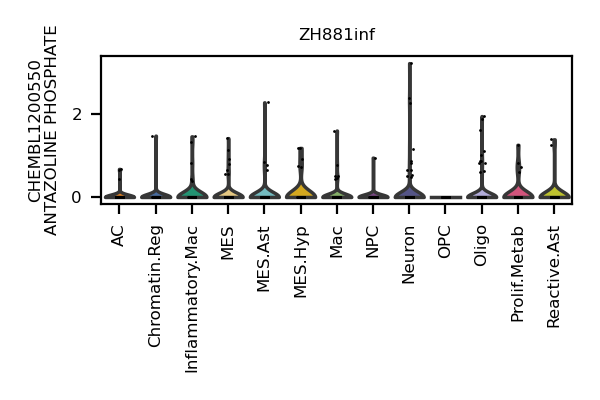 ZH881inf
CHEMBL1200550
ANTAZOLINE PHOSPHATE
2
0
AC
Chromatin.Reg
Inflammatory.Mac
MES
MES.Ast
MES.Hyp
Mac
NPC
Neuron
OPC
Oligo
Prolif.Metab
Reactive.Ast